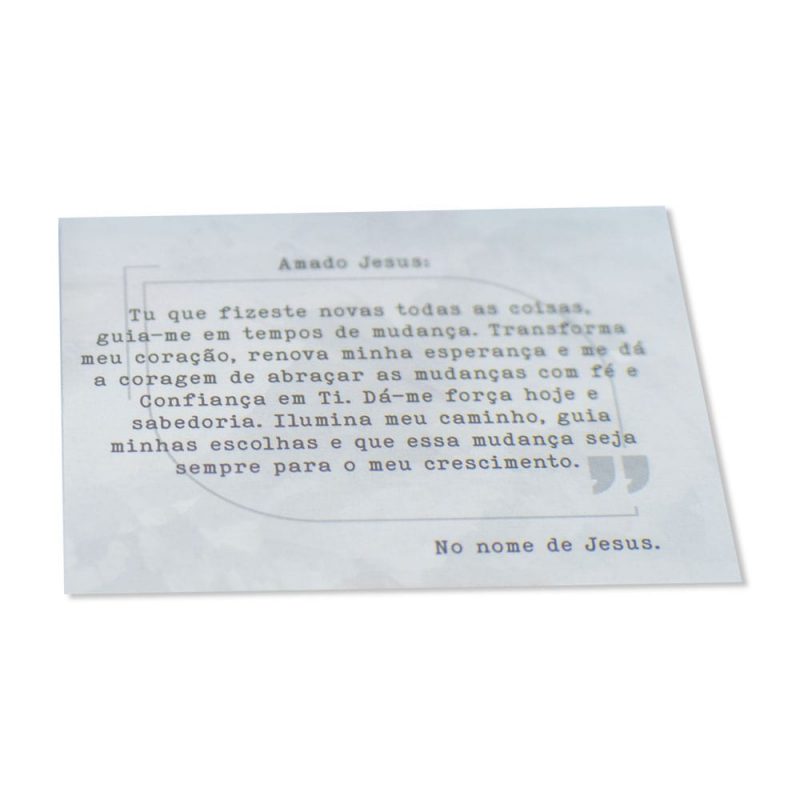 Amado Jesus:
Tu que fizeste novas todas as coisas,
guia-me em tempos de mudança. Transforma
meu coração, renova minha esperança e me dá
a coragem de abraçar as mudanças com fé e
Confiança em Ti. Dá-me força hoje e
sabedoria. Ilumina meu caminho, guia
minhas escolhas e que essa mudança seja
sempre para o meu crescimento.
No nome de Jesus.